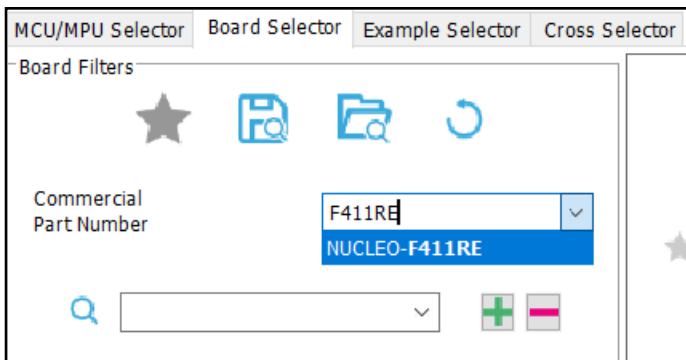 MCU/MPU Selector Board Selector Example Selector Cross Selector
Board Filters
Commercial
Part Number
F411RE
NUCLEO-F411RE